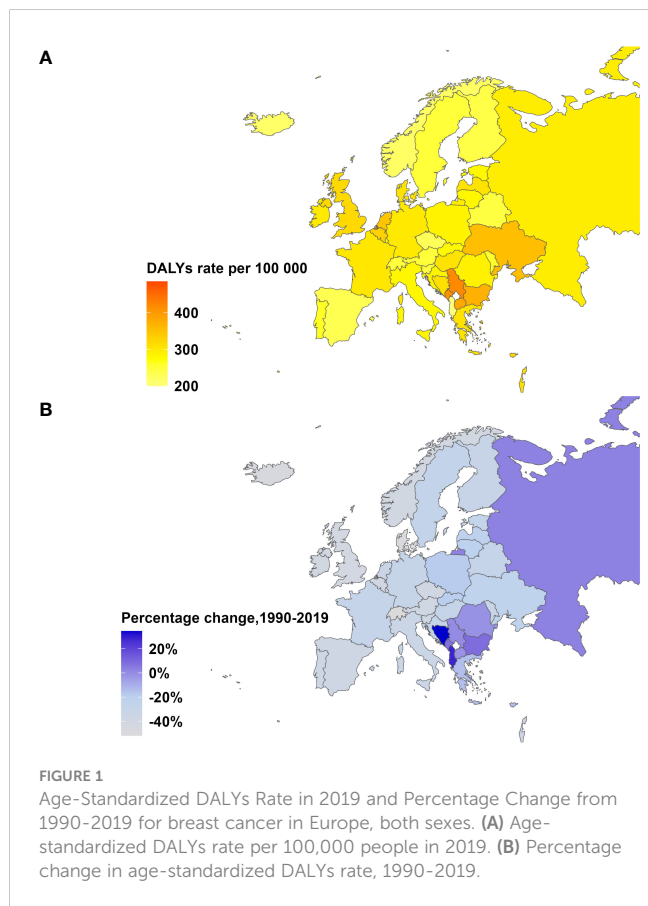 A
DALYs rate per 100 000
400
300
200
B
Percentage change,1990-2019
20%
0%
-20%
-40%
FIGURE 1
Age-Standardized DALYs Rate in 2019 and Percentage Change from
1990-2019 for breast cancer in Europe, both sexes. (A) Age-
standardized DALYs rate per 100,000 people in 2019. (B) Percentage
change in age-standardized DALYs rate, 1990-2019.